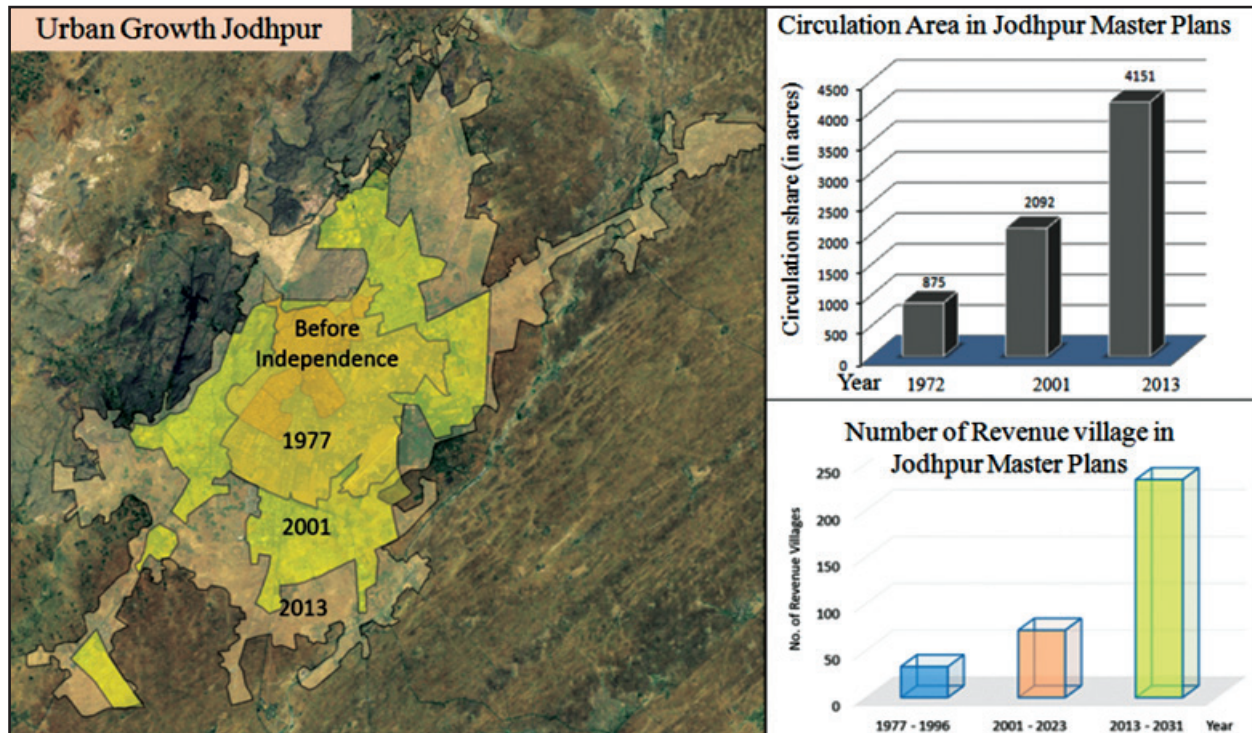 Urban Growth Jodhpur
Before
Independence
1977
2001
2013
Circulation Area in Jodhpur Master Plans
Circulation share (in acres)
4500
4000
3500
3000
2500
2000
1500
1000
500
0
875
2092
4151
Year 1972 2001 2013
Number of Revenue village in
Jodhpur Master Plans
No. of Revenue Villages
250
200
150
100
50
0
1977 - 1996 2001 - 2023 2013 - 2031 Year